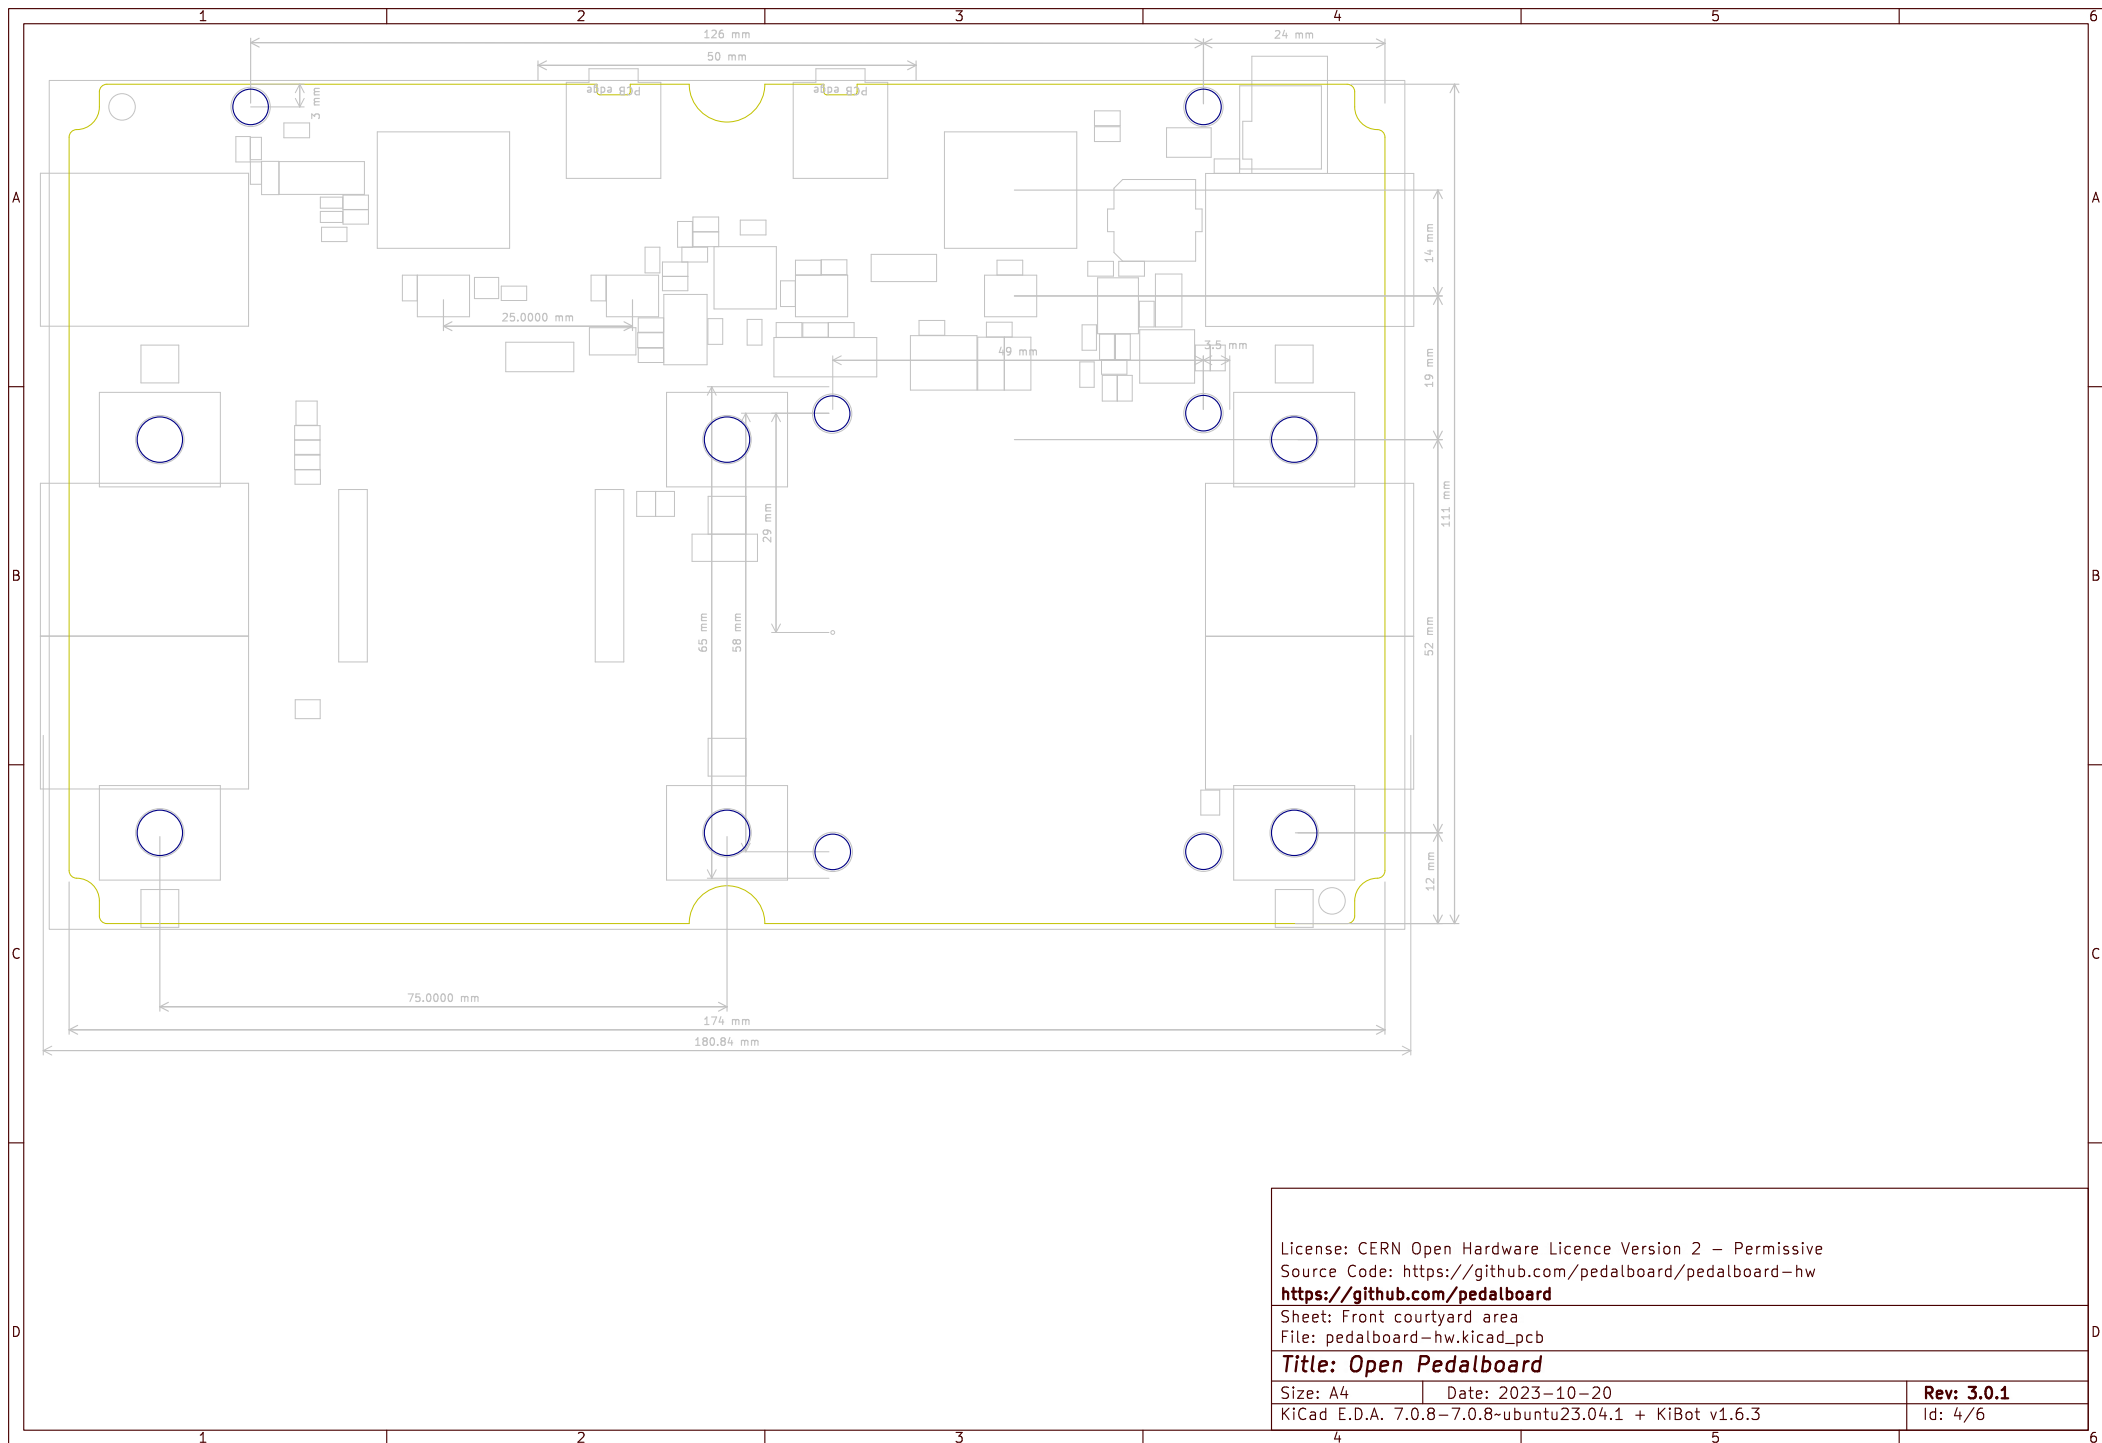 1 2 3 4 5 6
126 mm 24 mm
50 mm
PCB edge PCB edge
3 mm
A A
14 mm
25.0000 mm
49 mm 3.5 mm
19 mm
111 mm
29 mm
B B
65 mm 58 mm 52 mm
12 mm
C C
75.0000 mm
174 mm
180.84 mm
License: CERN Open Hardware Licence Version 2 - Permissive
Source Code: https://github.com/pedalboard/pedalboard-hw
https://github.com/pedalboard
Sheet: Front courtyard area
File: pedalboard-hw.kicad_pcb
D D
Title: Open Pedalboard
Size: A4 Date: 2023-10-20 Rev: 3.0.1
KiCad E.D.A. 7.0.8-7.0.8~ubuntu23.04.1 + KiBot v1.6.3 Id: 4/6
1 2 3 4 5 6